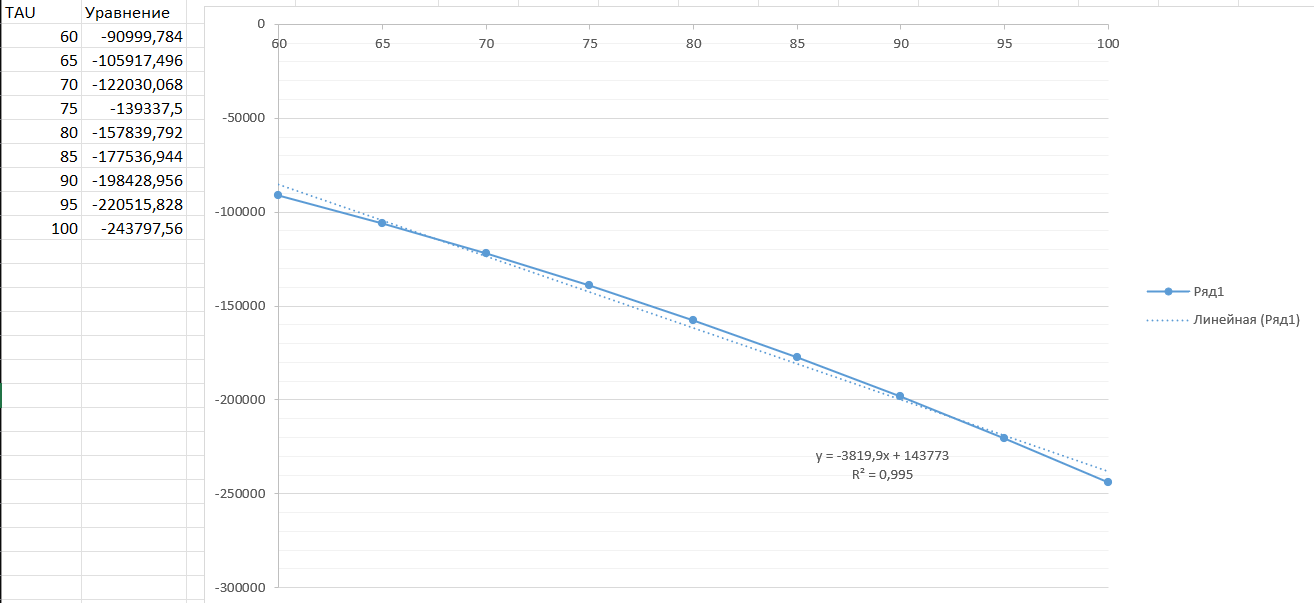 TAU Уравнение
60 -90999,784
65 -105917,496
70 -122030,068
75 -139337,5
80 -157839,792
85 -177536,944
90 -198428,956
95 -220515,828
100 -243797,56
0
60 65 70 75 80 85 90 95 100
-50000
-100000
-150000
-200000
-250000
-300000
y = -3819,9x + 143773
R² = 0,995
Ряд1
Линейная (Ряд1)